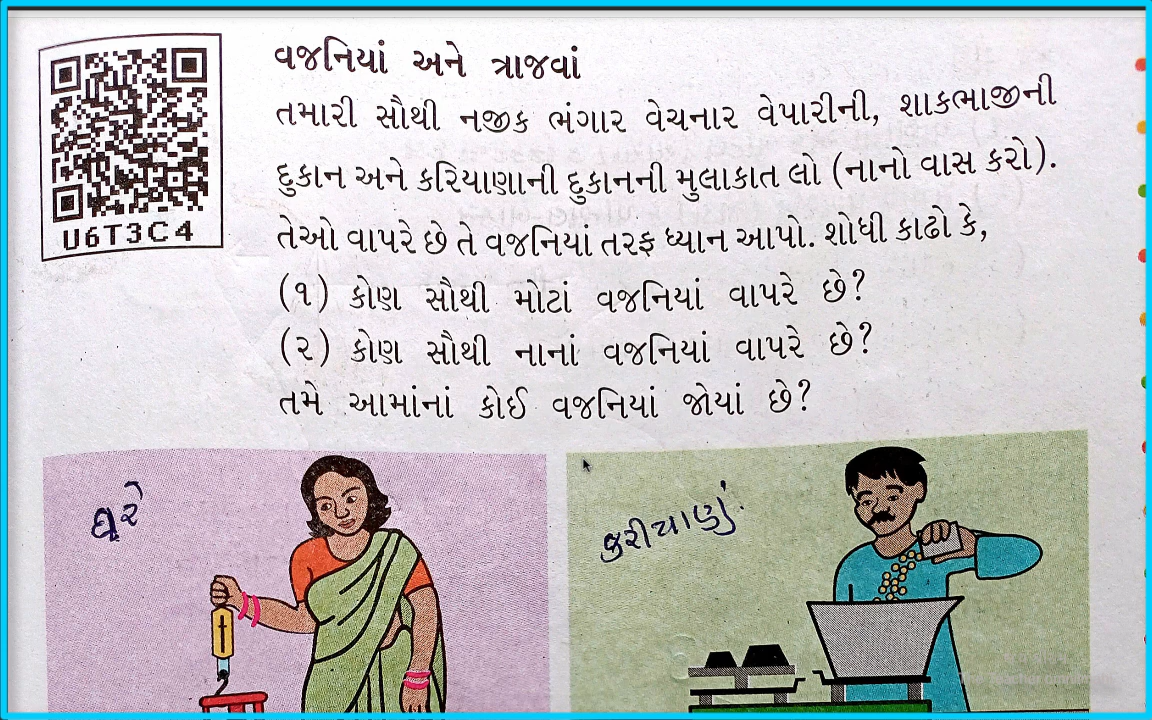 વજનિયાં અને ત્રાજવાં
તમારી સૌથી નજીક ભંગાર વેચનાર વેપારીની, શાકભાજીની
દુકાન અને કરિયાણાની દુકાનની મુલાકાત લો (નાનો વાસ કરો).
તેઓ વાપરે છે તે વજનિયાં તરફ ધ્યાન આપો. શોધી કાઢો કે,
(૧) કોણ સૌથી મોટાં વજનિયાં વાપરે છે?
(૨) કોણ સૌથી નાનાં વજનિયાં વાપરે છે?
તમે આમાંનાં કોઈ વજનિયાં જોયાં છે?
U6T3C4
ઘરે
કરીયાણું